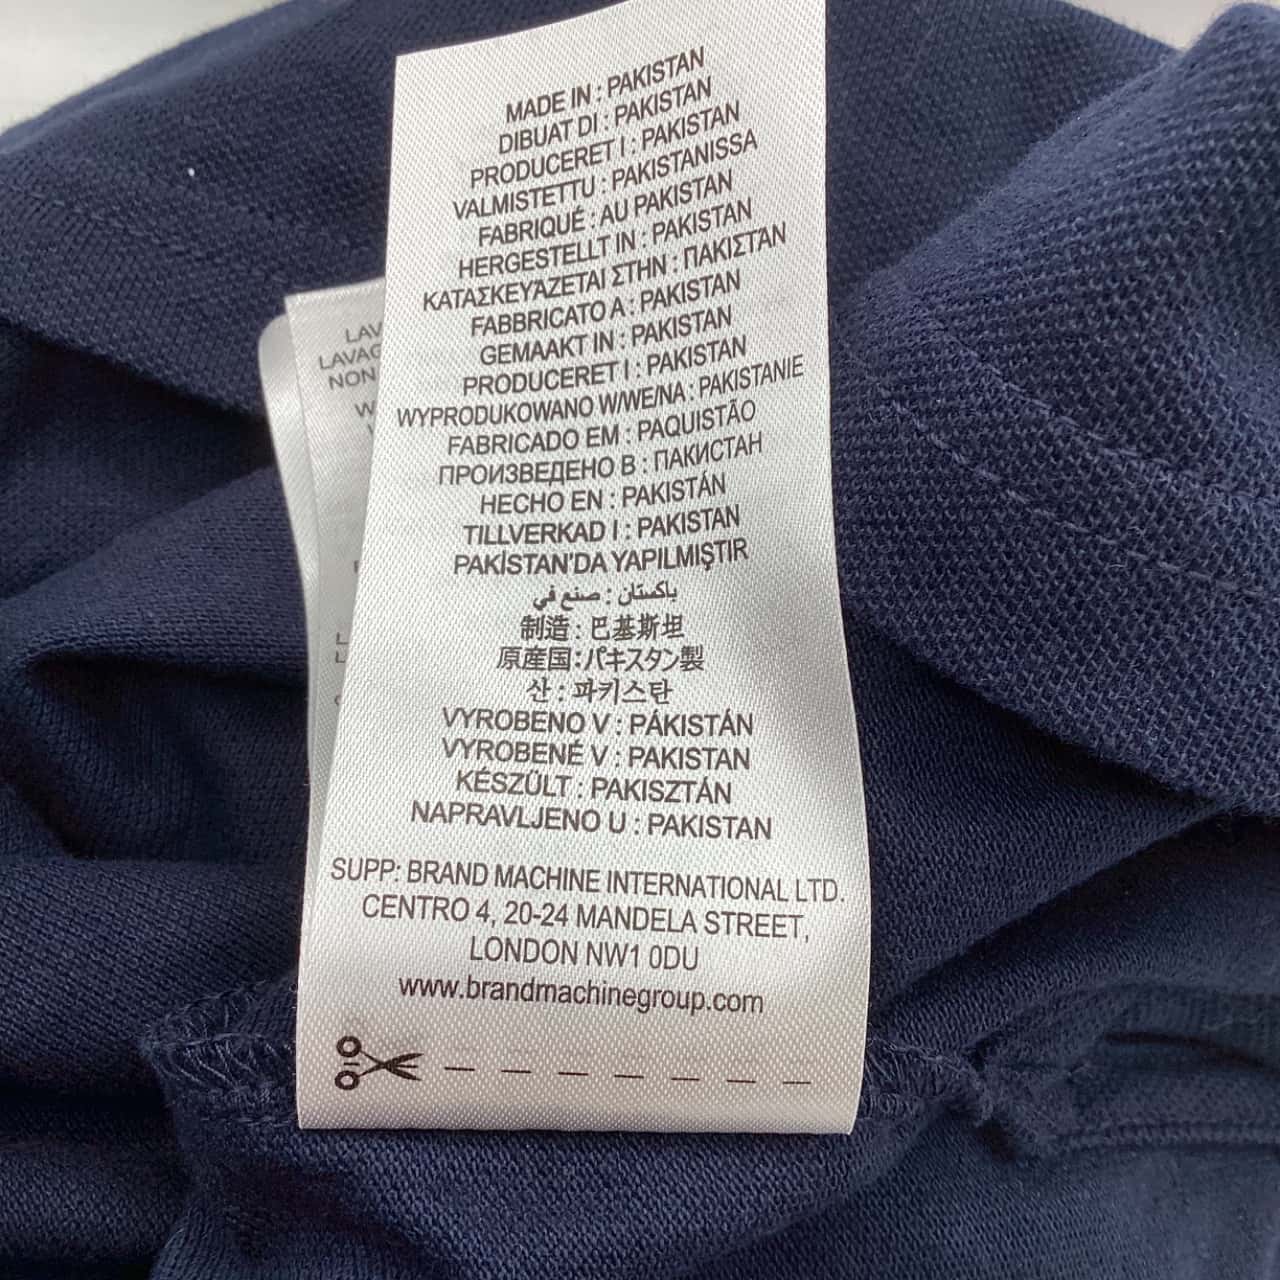 MADE IN : PAKISTAN
DIBUAT DI : PAKISTAN
PRODUCERET I : PAKISTAN
VALMISTETTU : PAKISTANISSA
FABRIQUÉ : AU PAKISTAN
HERGESTELLT IN : PAKISTAN
ΚΑΤΑΣΚΕΥΆΖΕΤΑΙ ΣΤΗΝ : ΠΑΚΙΣΤΆΝ
FABBRICATO A : PAKISTAN
GEMAAKT IN : PAKISTAN
PRODUCERET I : PAKISTAN
WYPRODUKOWANO W/WE/NA : PAKISTANIE
FABRICADO EM : PAQUISTÃO
ПРОИЗВЕДЕНО В : ПАКИСТАН
HECHO EN : PAKISTÁN
TILLVERKAD I : PAKISTAN
PAKİSTAN'DA YAPILMIŞTIR
باكستان : صنع في
制造 : 巴基斯坦
原産国:パキスタン製
산 : 파키스탄
VYROBENO V : PÁKISTÁN
VYROBENÉ V : PAKISTAN
KÉSZÜLT : PAKISZTÁN
NAPRAVLJENO U : PAKISTAN
SUPP: BRAND MACHINE INTERNATIONAL LTD.
CENTRO 4, 20-24 MANDELA STREET,
LONDON NW1 0DU
www.brandmachinegroup.com
LAV
LAVAG
NON